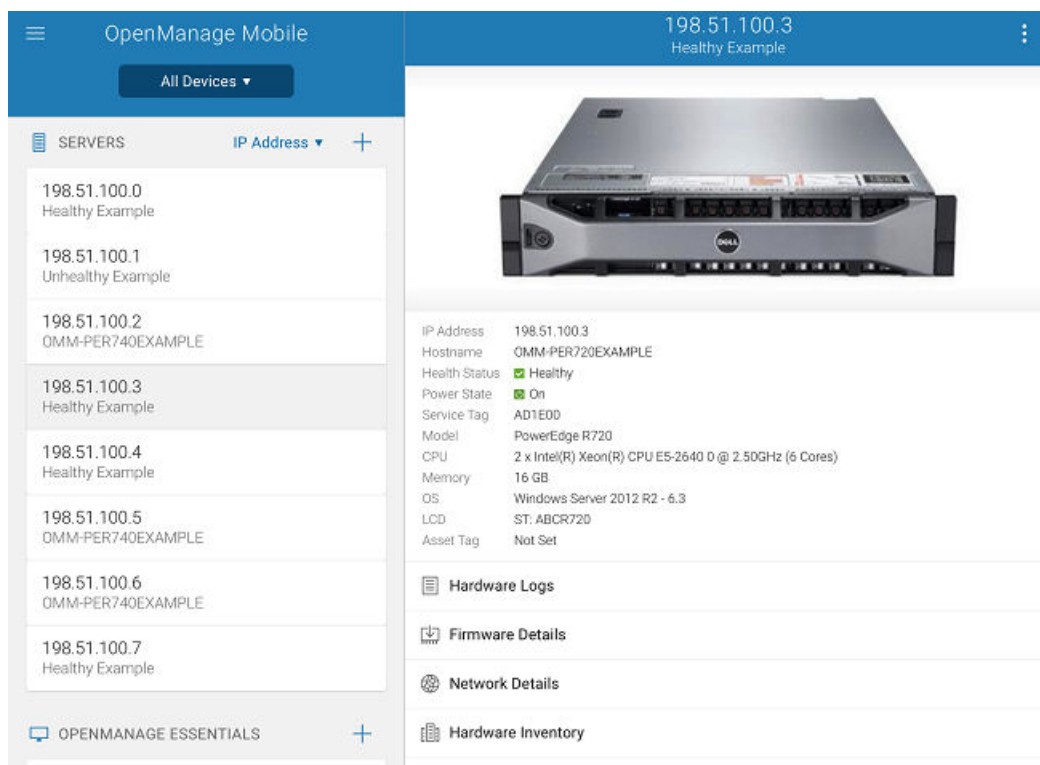 OpenManage Mobile
All Devices ▾
SERVERS IP Address ▾ +
198.51.100.0
Healthy Example
198.51.100.1
Unhealthy Example
198.51.100.2
OMM-PER740EXAMPLE
198.51.100.3
Healthy Example
198.51.100.4
Healthy Example
198.51.100.5
OMM-PER740EXAMPLE
198.51.100.6
OMM-PER740EXAMPLE
198.51.100.7
Healthy Example
OPENMANAGE ESSENTIALS +
198.51.100.3
Healthy Example
DELL
IP Address 198.51.100.3
Hostname OMM-PER720EXAMPLE
Health Status Healthy
Power State On
Service Tag AD1E00
Model PowerEdge R720
CPU 2 x Intel(R) Xeon(R) CPU E5-2640 0 @ 2.50GHz (6 Cores)
Memory 16 GB
OS Windows Server 2012 R2 - 6.3
LCD ST: ABCR720
Asset Tag Not Set
Hardware Logs
Firmware Details
Network Details
Hardware Inventory